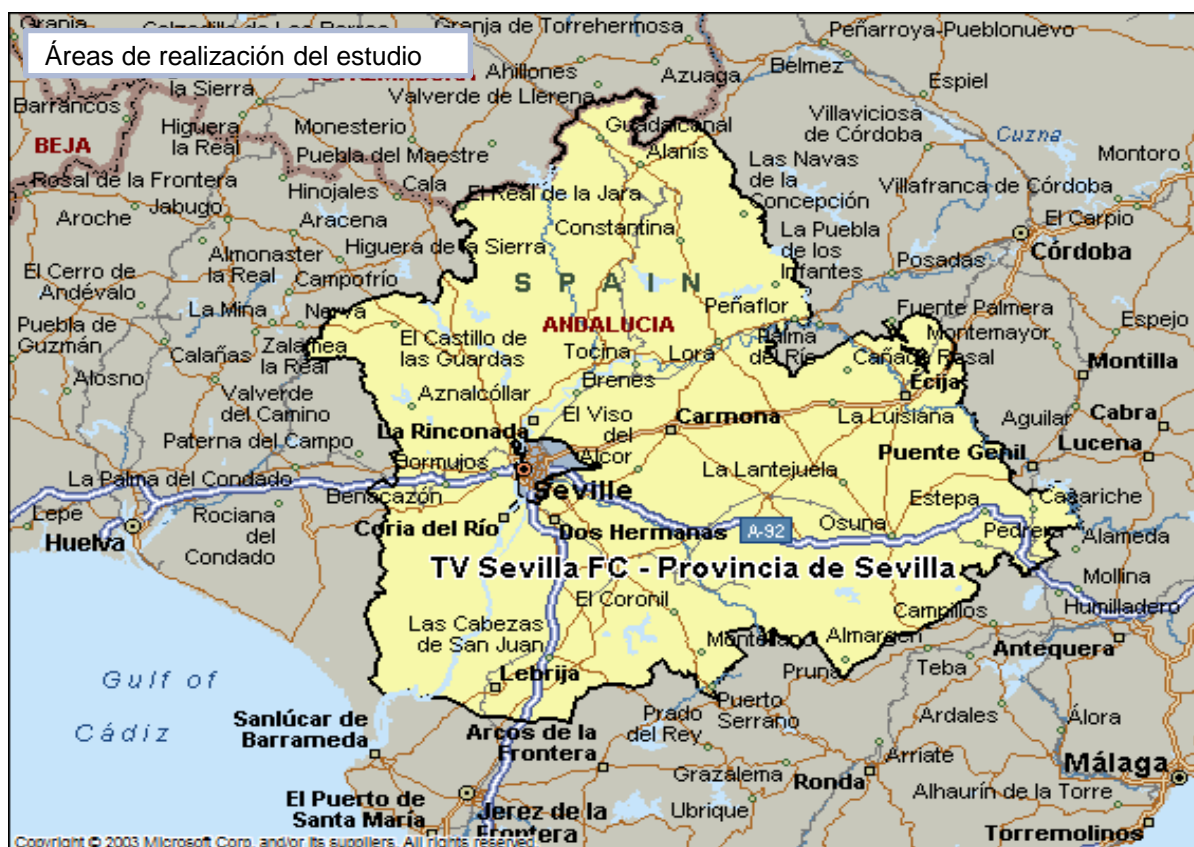 Áreas de realización del estudio
Granja de Torrehermosa
Peñarroya-Pueblonuevo
Ahillones
Azuaga
Belmez
Espiel
la Sierra
Valverde de Llerena
Barrancos
Higuera
la Real
Monesterio
Guadalcanal
Villaviciosa
de Córdoba
Cuzna
BEJA
Puebla del Maestre
Alanis
Las Navas
de la
Concepción
Montoro
Rosal de la Frontera
Hinojales
Cala
El Real de la Jara
Villafranca de Córdoba
Aroche
Jabugo
Aracena
Constantina
La Puebla
de los
Infantes
El Carpio
Córdoba
Almonaster
la Real
Higuera de la Sierra
El Cerro de
Andévalo
Campofrío
SPAIN
Posadas
La Mina
Nerva
Peñaflor
Fuente Palmera
Puebla de
Guzmán
Zalamea
la Real
El Castillo de
las Guardas
ANDALUCIA
Palma
del Río
Montemayor
Espejo
Calañas
Tocina
Lora
Cañada Rosal
Montilla
Alosno
Valverde
del Camino
Aznalcóllar
Brenes
Écija
El Viso
del
Alcor
Carmona
La Luisiana
Aguilar
Cabra
Paterna del Campo
La Rinconada
Puente Genil
Lucena
La Palma del Condado
Bormujos
La Lantejuela
Benacazón
Seville
Estepa
Casariche
Lepe
Rociana
del
Condado
Coria del Río
Dos Hermanas
A-92
Osuna
Pedrera
Alameda
Huelva
TV Sevilla FC - Provincia de Sevilla
Mollina
El Coronil
Campillos
Humilladero
Las Cabezas
de San Juan
Montellano
Almargen
Antequera
Gulf of
Cádiz
Lebrija
Pruna
Teba
Puerto
Serrano
Sanlúcar de
Barrameda
Arcos de la
Frontera
Prado
del Rey
Ardales
Álora
Grazalema
Ronda
Arriate
Málaga
El Puerto de
Santa María
Jerez de la
Frontera
Ubrique
Alhaurín de la Torre
Torremolinos
Copyright © 2003 Microsoft Corp. and/or its suppliers. All rights reserved.